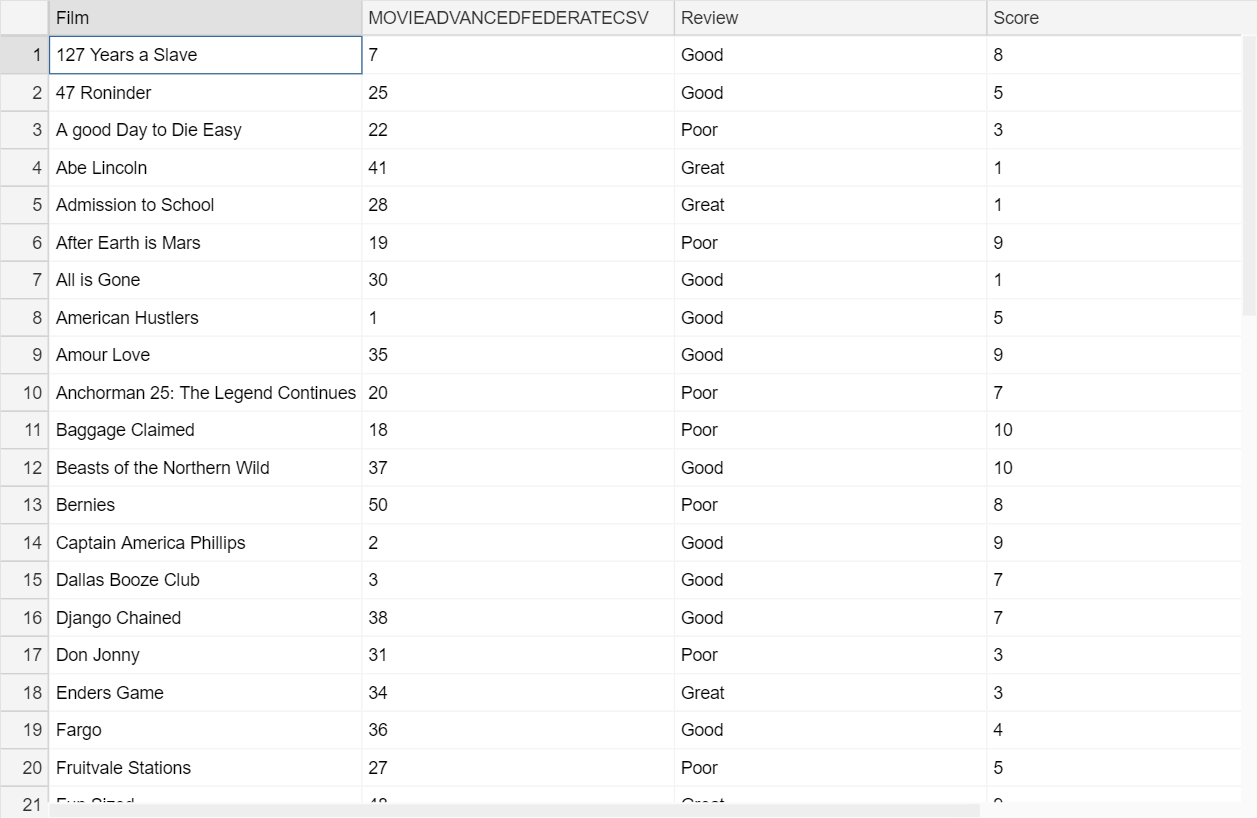 Film MOVIEADVANCEDFEDERATECSV Review Score
1 127 Years a Slave 7 Good 8
2 47 Roninder 25 Good 5
3 A good Day to Die Easy 22 Poor 3
4 Abe Lincoln 41 Great 1
5 Admission to School 28 Great 1
6 After Earth is Mars 19 Poor 9
7 All is Gone 30 Good 1
8 American Hustlers 1 Good 5
9 Amour Love 35 Good 9
10 Anchorman 25: The Legend Continues 20 Poor 7
11 Baggage Claimed 18 Poor 10
12 Beasts of the Northern Wild 37 Good 10
13 Bernies 50 Poor 8
14 Captain America Phillips 2 Good 9
15 Dallas Booze Club 3 Good 7
16 Django Chained 38 Good 7
17 Don Jonny 31 Poor 3
18 Enders Game 34 Great 3
19 Fargo 36 Good 4
20 Fruitvale Stations 27 Poor 5
21